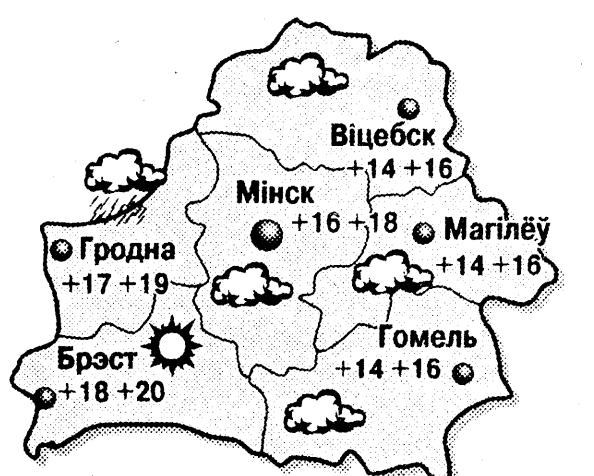 Віцебск
+14 +16
Мінск
+16 +18
Магілёў
+14 +16
Гродна
+17 +19
Гомель
+14 +16
Брэст
+18 +20